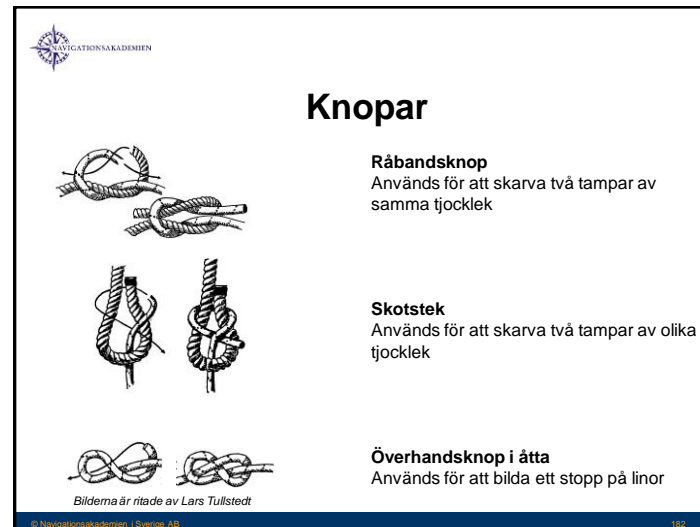 NAVIGATIONSAKADEMIEN
Knopar
Råbandsknop
Används för att skarva två tampar av
samma tjocklek
Skotstek
Används för att skarva två tampar av olika
tjocklek
Överhandsknop i åtta
Används för att bilda ett stopp på linor
Bilderna är ritade av Lars Tullstedt
© Navigationsakademien i Sverige AB
182